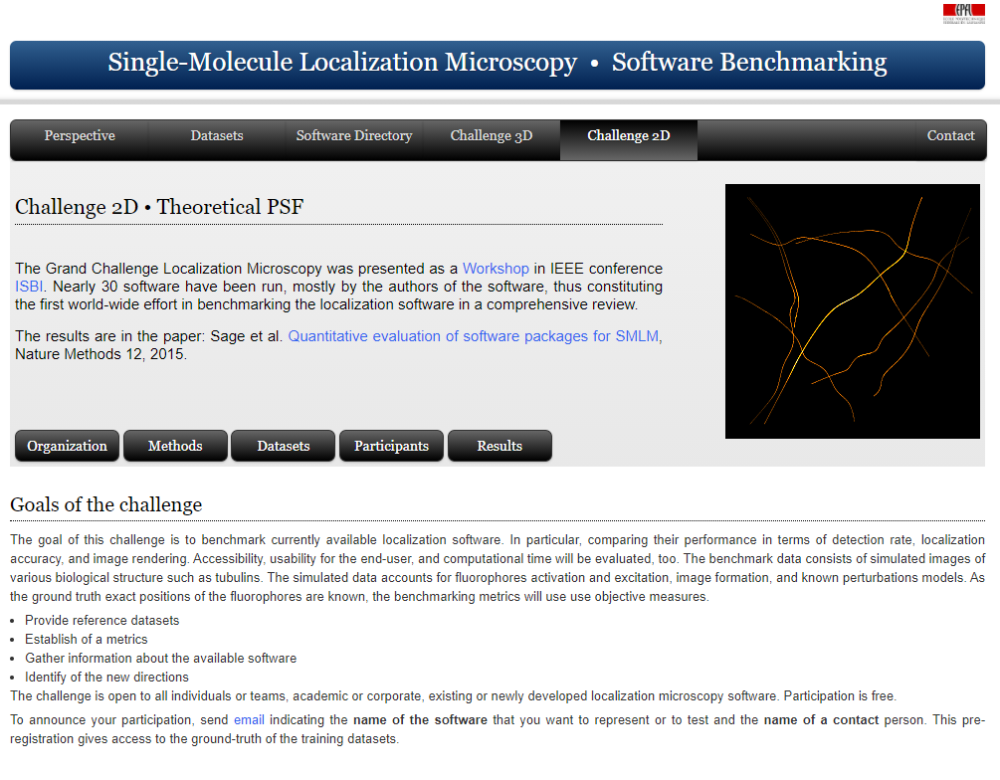 EPFL
Single-Molecule Localization Microscopy • Software Benchmarking
Perspective
Datasets
Software Directory
Challenge 3D
Challenge 2D
Contact
Challenge 2D • Theoretical PSF
The Grand Challenge Localization Microscopy was presented as a Workshop in IEEE conference
ISBI. Nearly 30 software have been run, mostly by the authors of the software, thus constituting
the first world-wide effort in benchmarking the localization software in a comprehensive review.
The results are in the paper: Sage et al. Quantitative evaluation of software packages for SMLM,
Nature Methods 12, 2015.
Organization
Methods
Datasets
Participants
Results
Goals of the challenge
The goal of this challenge is to benchmark currently available localization software. In particular, comparing their performance in terms of detection rate, localization
accuracy, and image rendering. Accessibility, usability for the end-user, and computational time will be evaluated, too. The benchmark data consists of simulated images of
various biological structure such as tubulins. The simulated data accounts for fluorophores activation and excitation, image formation, and known perturbations models. As
the ground truth exact positions of the fluorophores are known, the benchmarking metrics will use use objective measures.
• Provide reference datasets
• Establish of a metrics
• Gather information about the available software
• Identify of the new directions
The challenge is open to all individuals or teams, academic or corporate, existing or newly developed localization microscopy software. Participation is free.
To announce your participation, send email indicating the name of the software that you want to represent or to test and the name of a contact person. This pre-
registration gives access to the ground-truth of the training datasets.